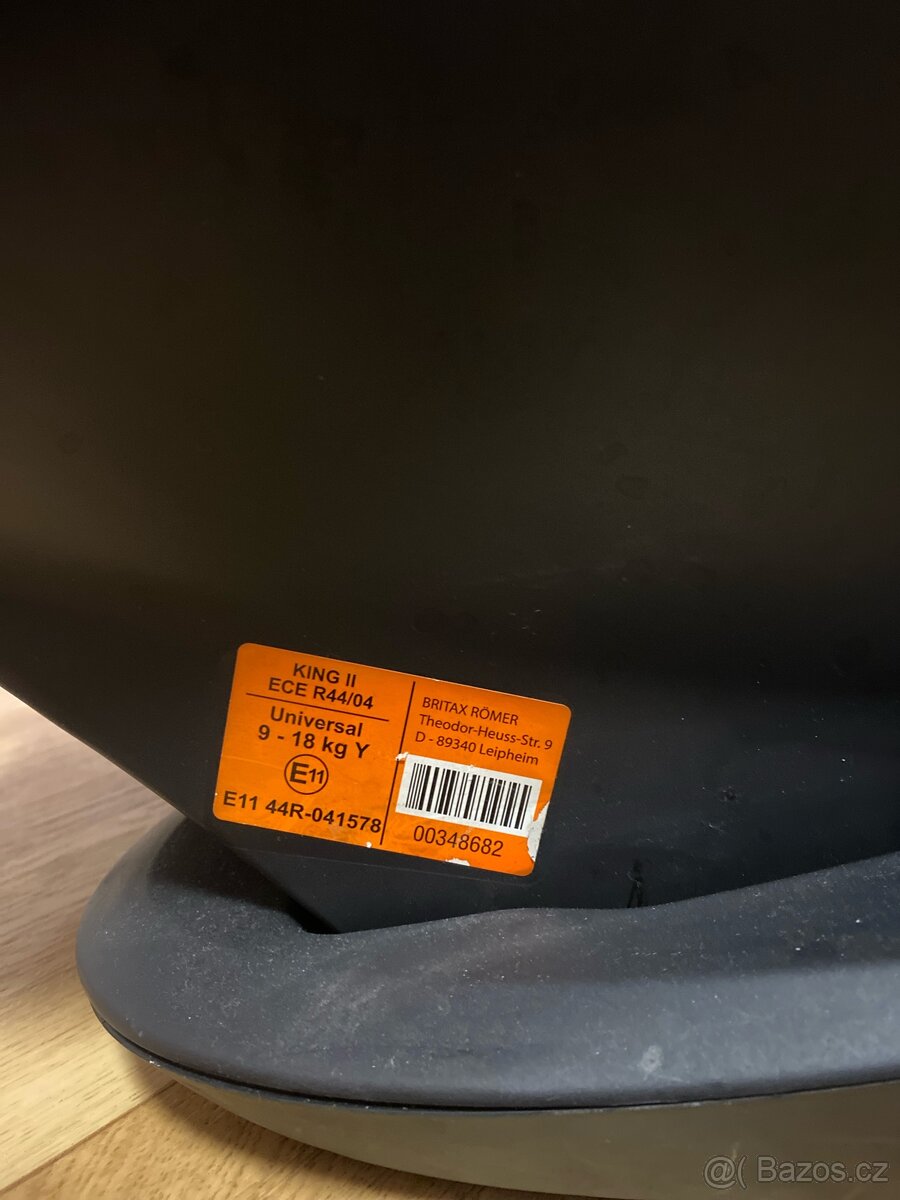 KING II
ECE R44/04
Universal
9 - 18 kg Y
E11
E11 44R-041578
BRITAX RÖMER
Theodor-Heuss-Str. 9
D - 89340 Leipheim
00348682
@( Bazos.cz